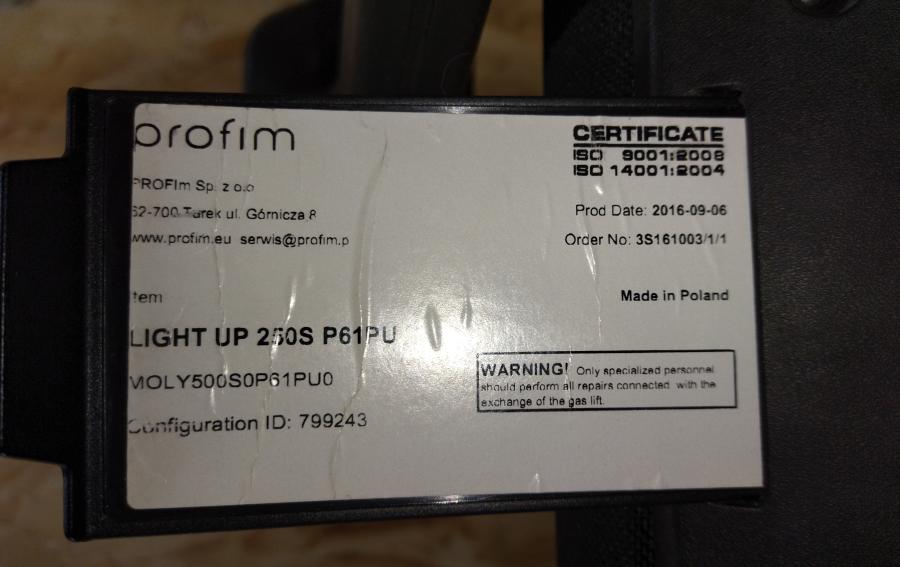 profim
CERTIFICATE
ISO 9001:2008
ISO 14001:2004
PROFIm Sp. z o.o
62-700 Turek ul. Górnicza 8
Prod Date: 2016-09-06
www.profim.eu serwis@profim.p
Order No: 3S161003/1/1
Item
Made in Poland
LIGHT UP 250S P61PU
MOLY500S0P61PU0
Configuration ID: 799243
WARNING! Only specialized personnel
should perform all repairs connected with the
exchange of the gas lift.